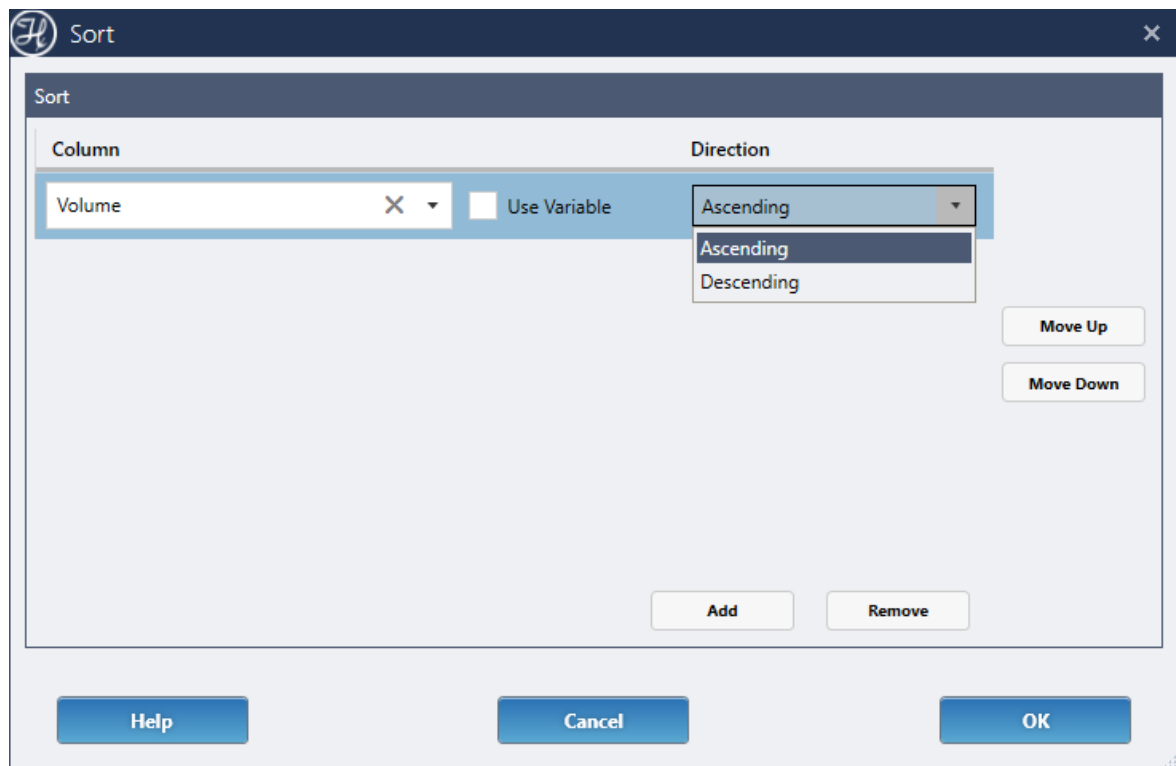 H Sort
Sort
Column Direction
Volume Use Variable Ascending
Ascending
Descending
Move Up
Move Down
Add Remove
Help Cancel OK